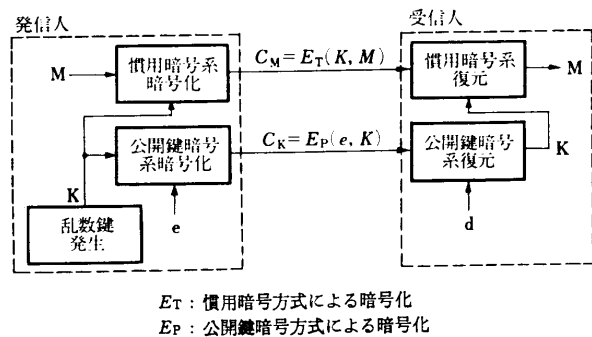 発信人
受信人
M
慣用暗号系
暗号化
C_M = E_T(K, M)
慣用暗号系
復元
M
公開鍵暗号
系暗号化
C_K = E_P(e, K)
公開鍵暗号
系復元
K
K
乱数鍵
発生
e
d
E_T : 慣用暗号方式による暗号化
E_P : 公開鍵暗号方式による暗号化